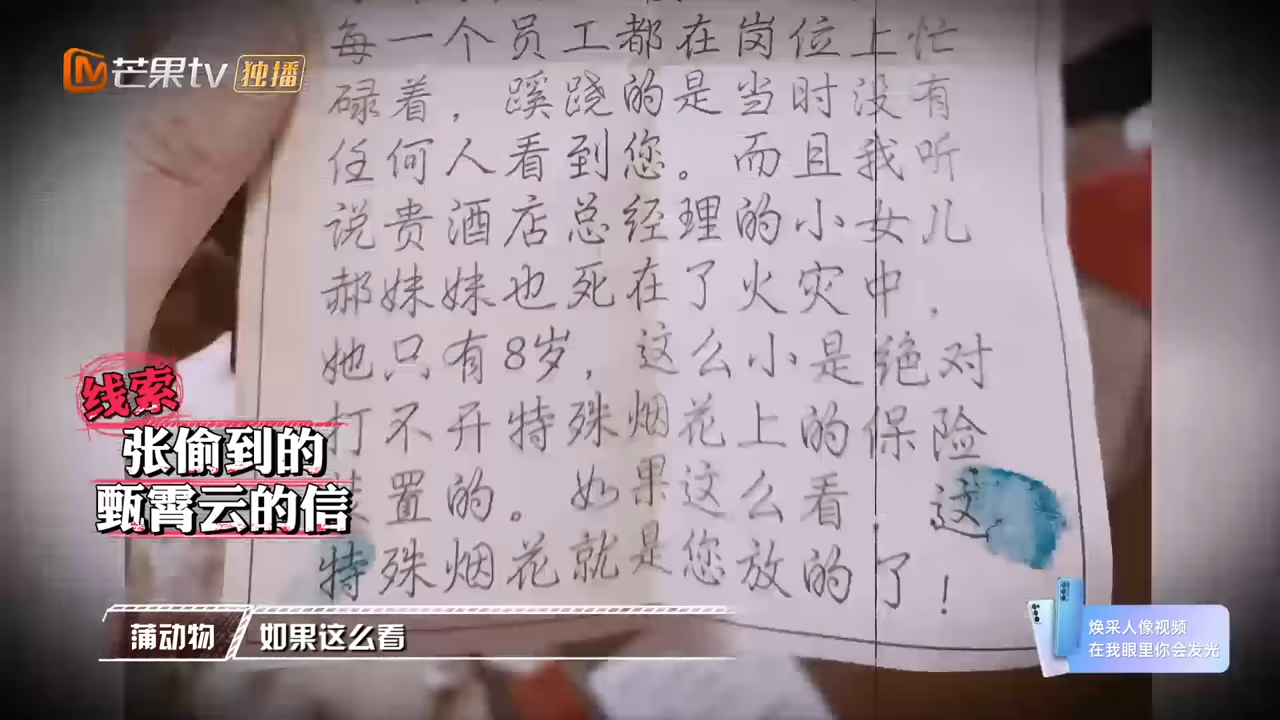 每一个员工都在岗位上忙
碌着，蹊跷的是当时没有
任何人看到您。而且我听
说贵酒店总经理的小女儿
郝妹妹也死在了火灾中，
她只有8岁，这么小是绝对
打不开特殊烟花上的保险
置的。如果这么看，这
特殊烟花就是您放的了！
芒果tv 独播
线索
张偷到的
甄霄云的信
蒲动物 如果这么看
焕采人像视频
在我眼里你会发光